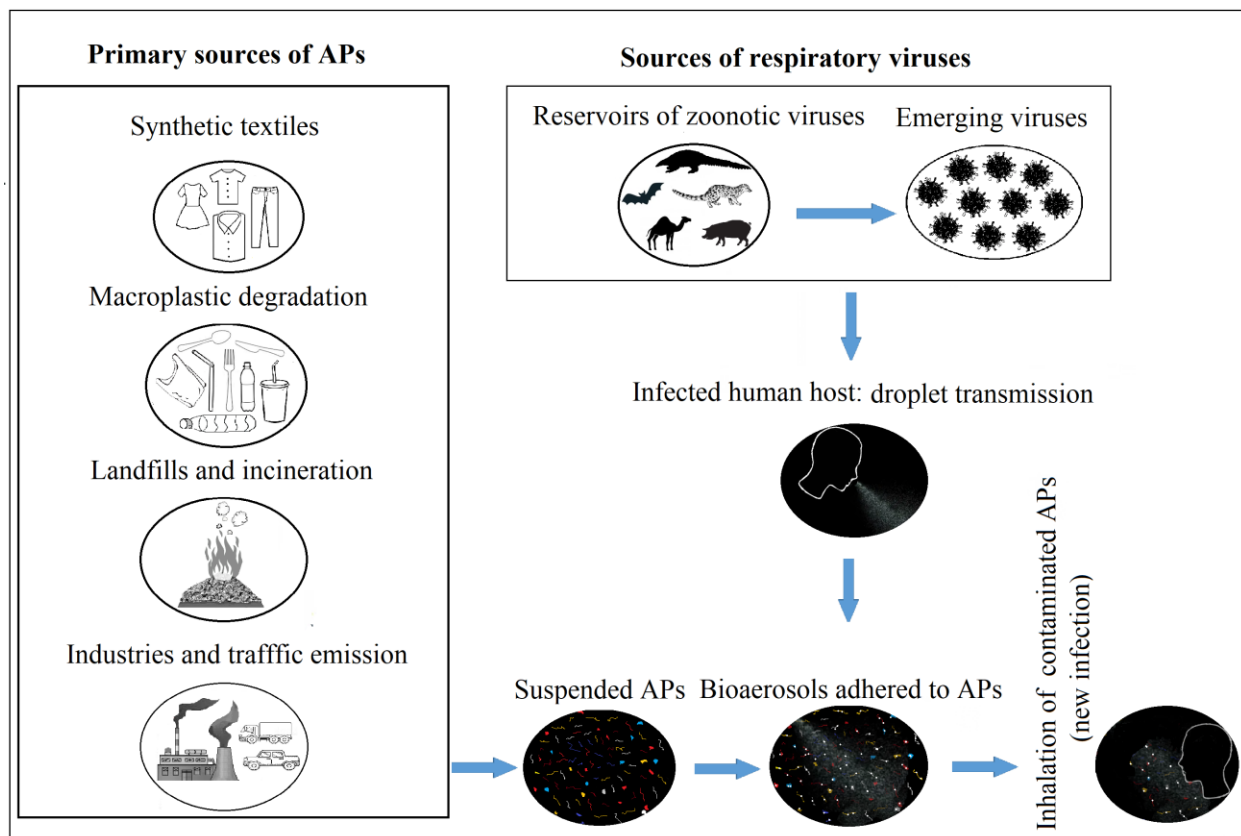 Primary sources of APs
Synthetic textiles
Macroplastic degradation
Landfills and incineration
Industries and trafffic emission
Sources of respiratory viruses
Reservoirs of zoonotic viruses
Emerging viruses
Infected human host: droplet transmission
Suspended APs
Bioaerosols adhered to APs
Inhalation of contaminated APs
(new infection)